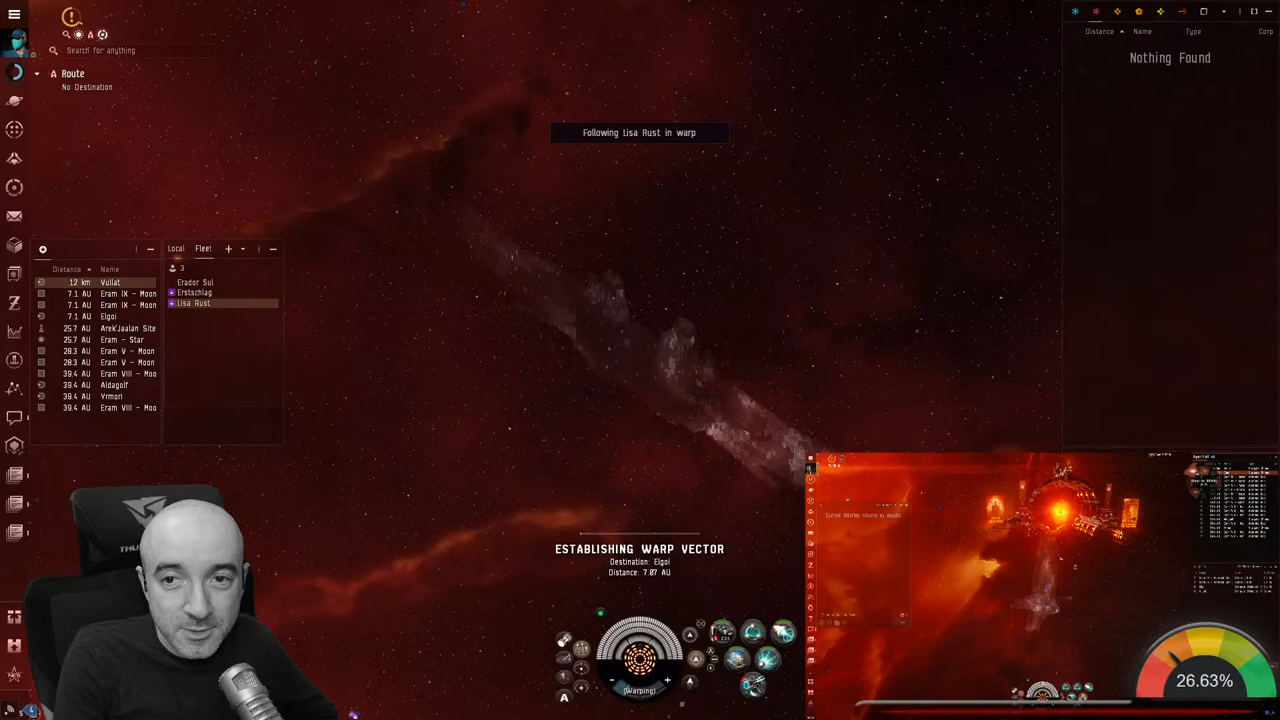 Search for anything
Route
No Destination
Following Lisa Rust in warp
Distance Name Type Corp
Nothing Found
Distance Name
12 km Vullat
7.1 AU Eram IX - Moon
7.1 AU Eram IX - Moon
7.1 AU Elgoi
25.7 AU Arek'Jaalan Site
25.7 AU Eram - Star
28.3 AU Eram V - Moon
28.3 AU Eram V - Moon
39.4 AU Eram VIII - Moo
39.4 AU Aldagolf
39.4 AU Yrmori
39.4 AU Eram VIII - Moo
Local Fleet
3
Erador Sul
Erstschlag
Lisa Rust
ESTABLISHING WARP VECTOR
Destination: Elgoi
Distance: 7.07 AU
(Warping)
26.63%